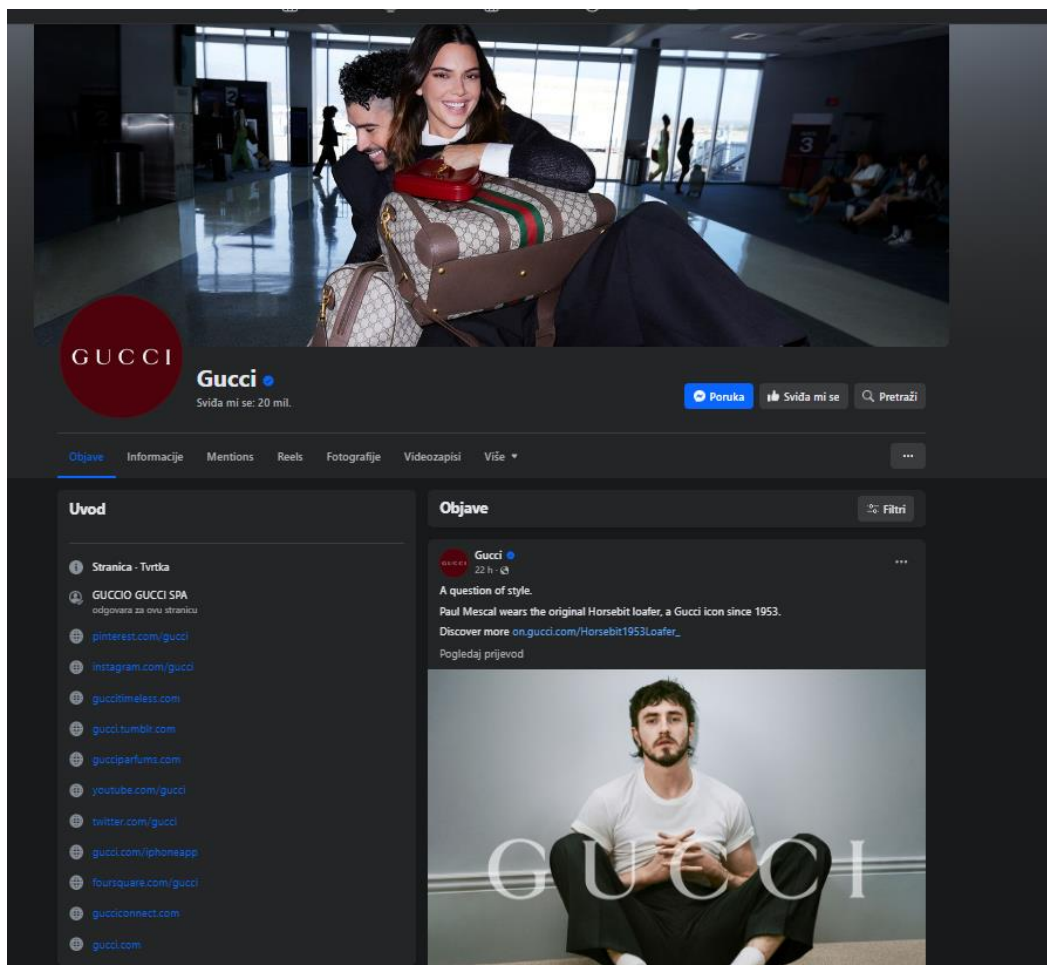 2
3
GUCCI
Gucci
Sviđa mi se: 20 mil.
Poruka
Sviđa mi se
Pretraži
Objave
Informacije
Mentions
Reels
Fotografije
Videozapisi
Više
Uvod
Stranica · Tvrtka
GUCCIO GUCCI SPA
odgovara za ovu stranicu
pinterest.com/gucci
instagram.com/gucci
guccitimeless.com
gucci.tumblr.com
gucciparfums.com
youtube.com/gucci
twitter.com/gucci
gucci.com/iphoneapp
foursquare.com/gucci
gucciconnect.com
gucci.com
Objave
Filtri
GUCCI
Gucci
22 h ·
A question of style.
Paul Mescal wears the original Horsebit loafer, a Gucci icon since 1953.
Discover more on.gucci.com/Horsebit1953Loafer_
Pogledaj prijevod
GUCCI